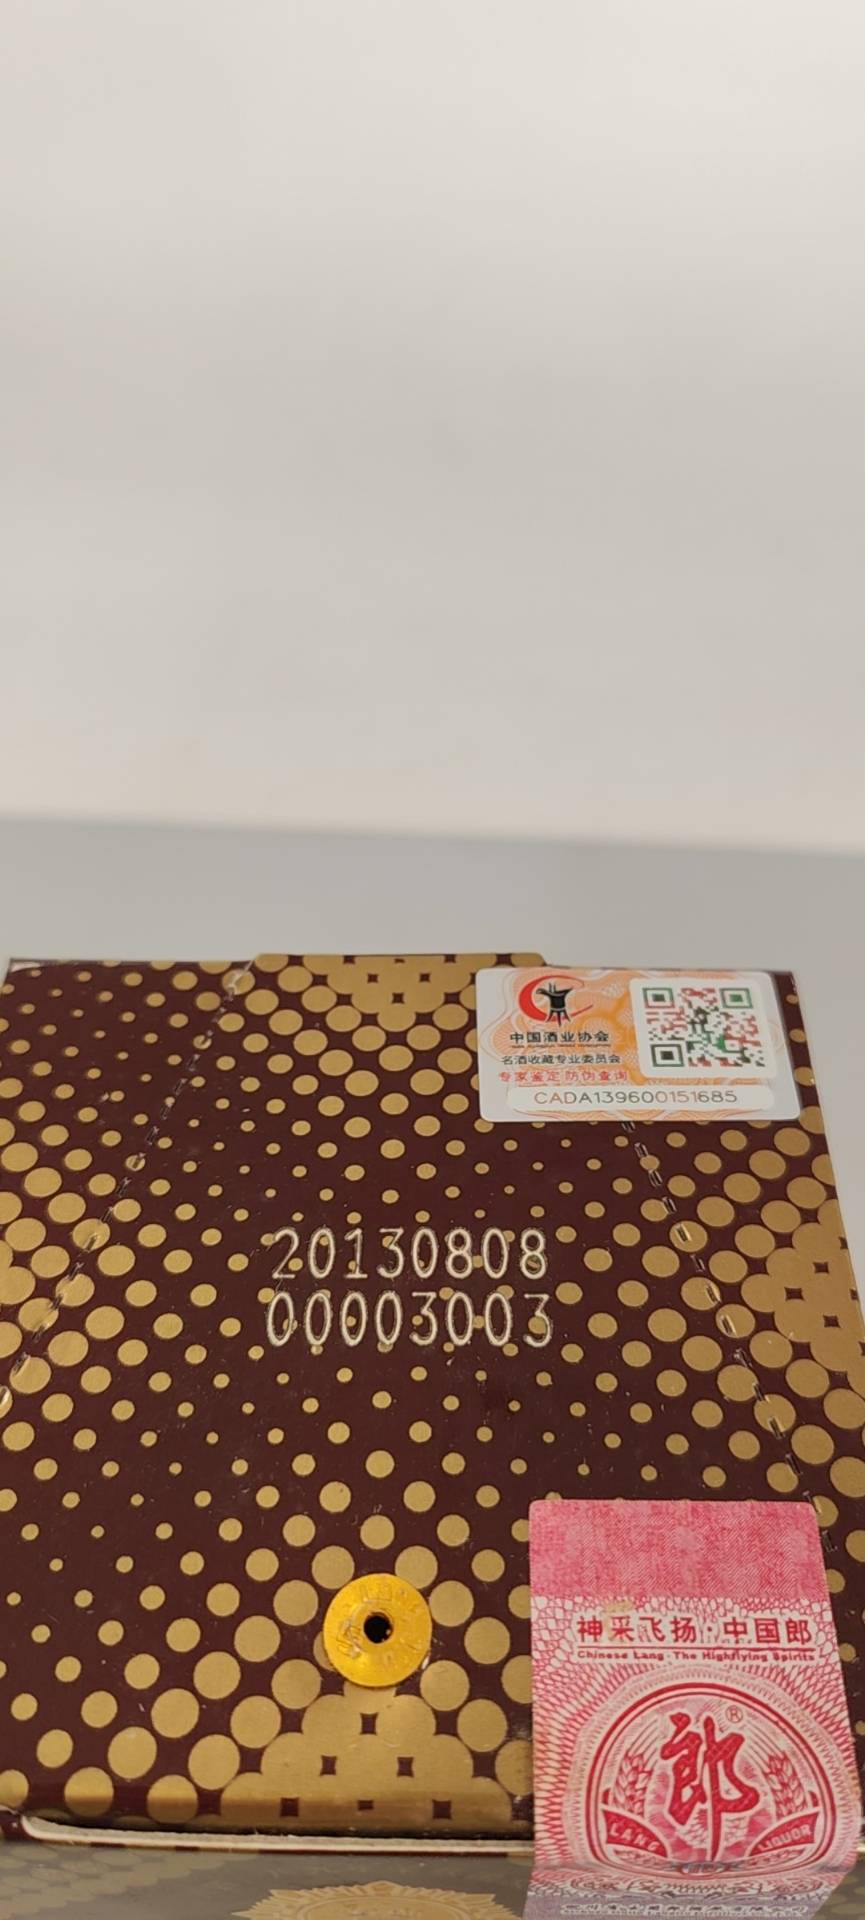 中国酒业协会
名酒收藏专业委员会
专家鉴定 防伪查询
CADA139600151685
20130808
00003003
神采飞扬·中国郎
Chinese Lang·The Highflying Spirits
郎®
LANG LIQUOR